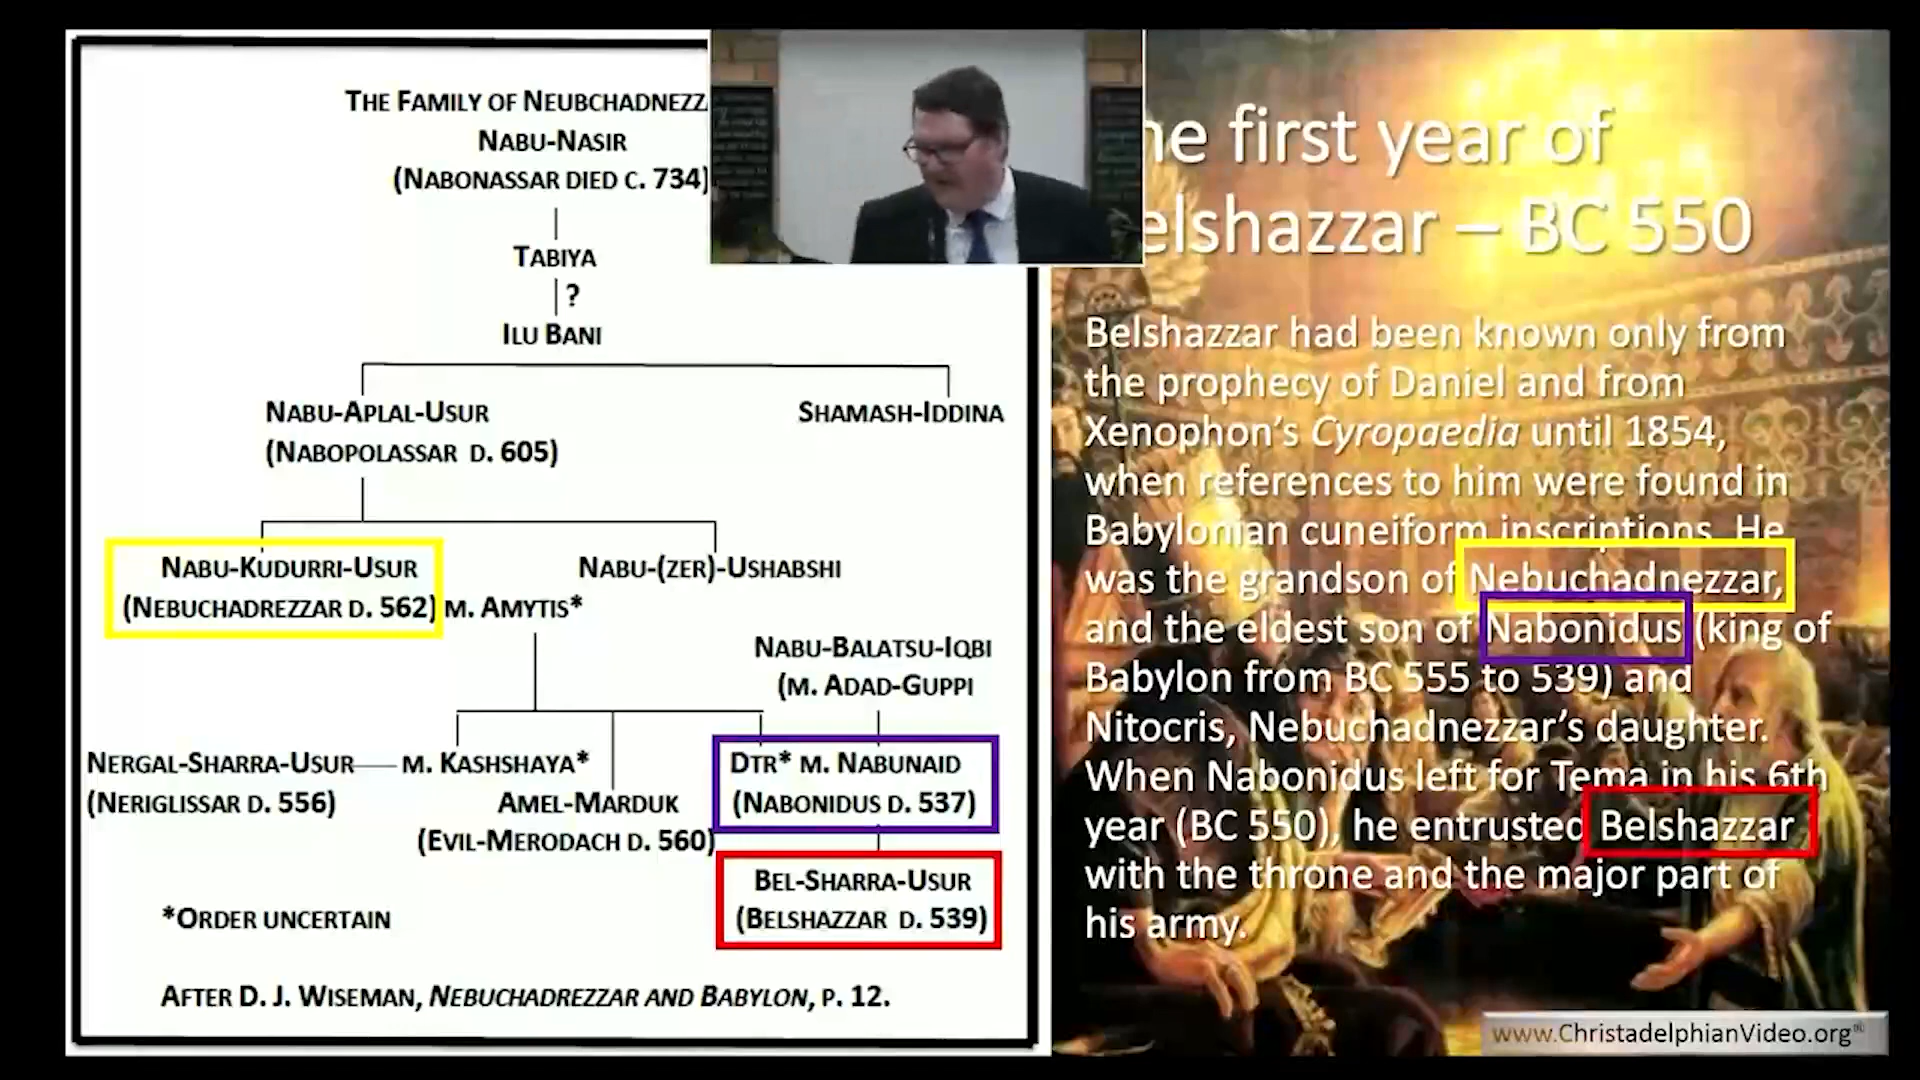 THE FAMILY OF NEUBCHADNEZZ
NABU-NASIR
(NABONASSAR DIED C. 734)
TABIYA
?
ILU BANI
NABU-APLAL-USUR
SHAMASH-IDDINA
(NABOPOLASSAR D. 605)
NABU-KUDURRI-USUR
NABU-(ZER)-USHABSHI
(NEBUCHADREZZAR D. 562) M. AMYTIS*
NABU-BALATSU-IQBI
(M. ADAD-GUPPI
NERGAL-SHARRA-USUR
M. KASHSHAYA*
DTR* M. NABUNAID
(NERIGLISSAR D. 556)
AMEL-MARDUK
(NABONIDUS D. 537)
(EVIL-MERODACH D. 560)
BEL-SHARRA-USUR
(BELSHAZZAR D. 539)
*ORDER UNCERTAIN
AFTER D. J. WISEMAN, NEBUCHADREZZAR AND BABYLON, P. 12.
he first year of
elshazzar – BC 550
Belshazzar had been known only from
the prophecy of Daniel and from
Xenophon's Cyropaedia until 1854,
when references to him were found in
Babylonian cuneiform inscriptions. He
was the grandson of Nebuchadnezzar,
and the eldest son of Nabonidus (king of
Babylon from BC 555 to 539) and
Nitocris, Nebuchadnezzar's daughter.
When Nabonidus left for Tema in his 6th
year (BC 550), he entrusted Belshazzar
with the throne and the major part of
his army.
www.ChristadelphianVideo.org®